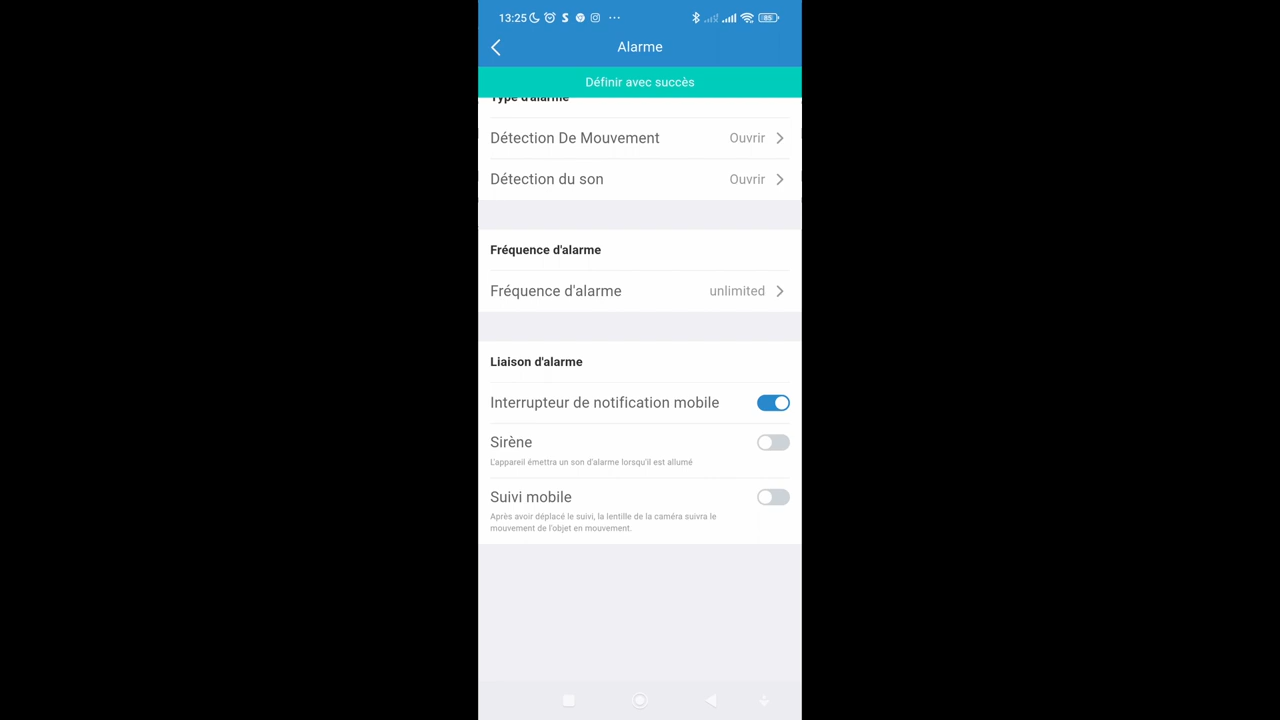 13:25
85
Alarme
Définir avec succès
Type d'alarme
Détection De Mouvement Ouvrir
Détection du son Ouvrir
Fréquence d'alarme
Fréquence d'alarme unlimited
Liaison d'alarme
Interrupteur de notification mobile
Sirène
L'appareil émettra un son d'alarme lorsqu'il est allumé
Suivi mobile
Après avoir déplacé le suivi, la lentille de la caméra suivra le
mouvement de l'objet en mouvement.